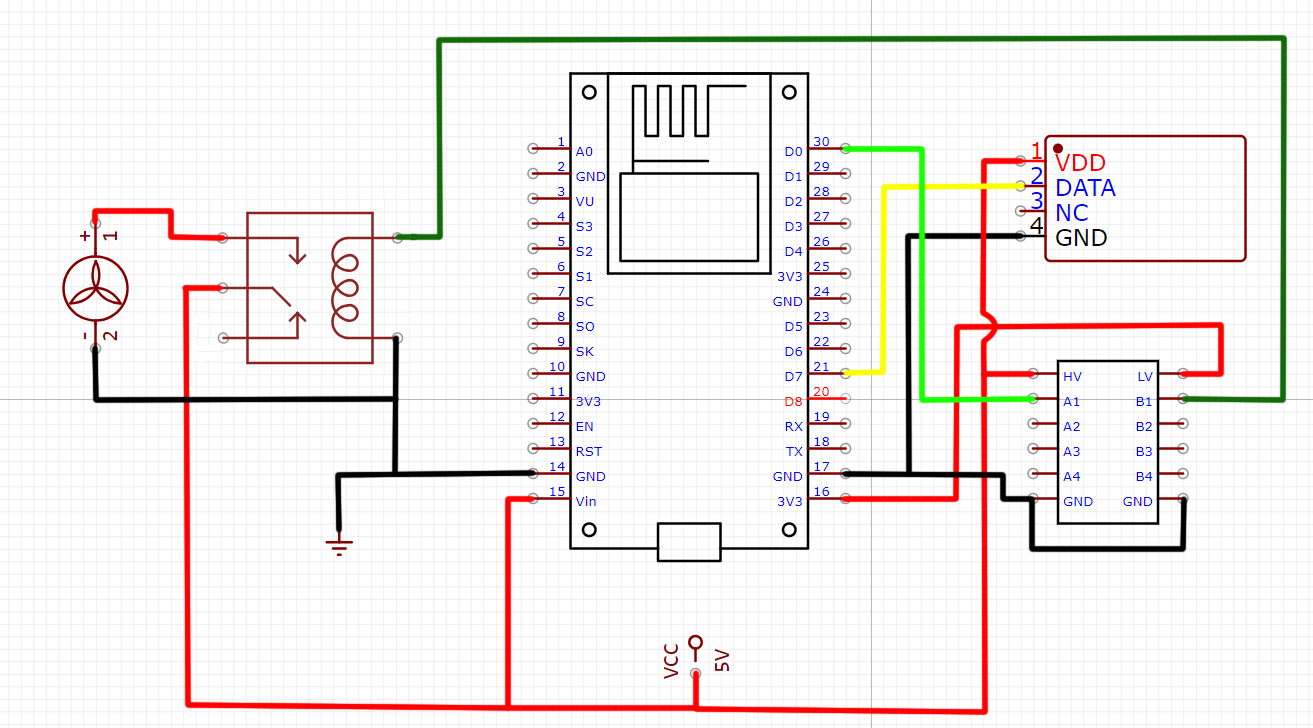 + 1
- 2
1 A0
2 GND
3 VU
4 S3
5 S2
6 S1
7 SC
8 SO
9 SK
10 GND
11 3V3
12 EN
13 RST
14 GND
15 Vin
30 D0
29 D1
28 D2
27 D3
26 D4
25 3V3
24 GND
23 D5
22 D6
21 D7
20 D8
19 RX
18 TX
17 GND
16 3V3
1 VDD
2 DATA
3 NC
4 GND
HV LV
A1 B1
A2 B2
A3 B3
A4 B4
GND GND
VCC 5V